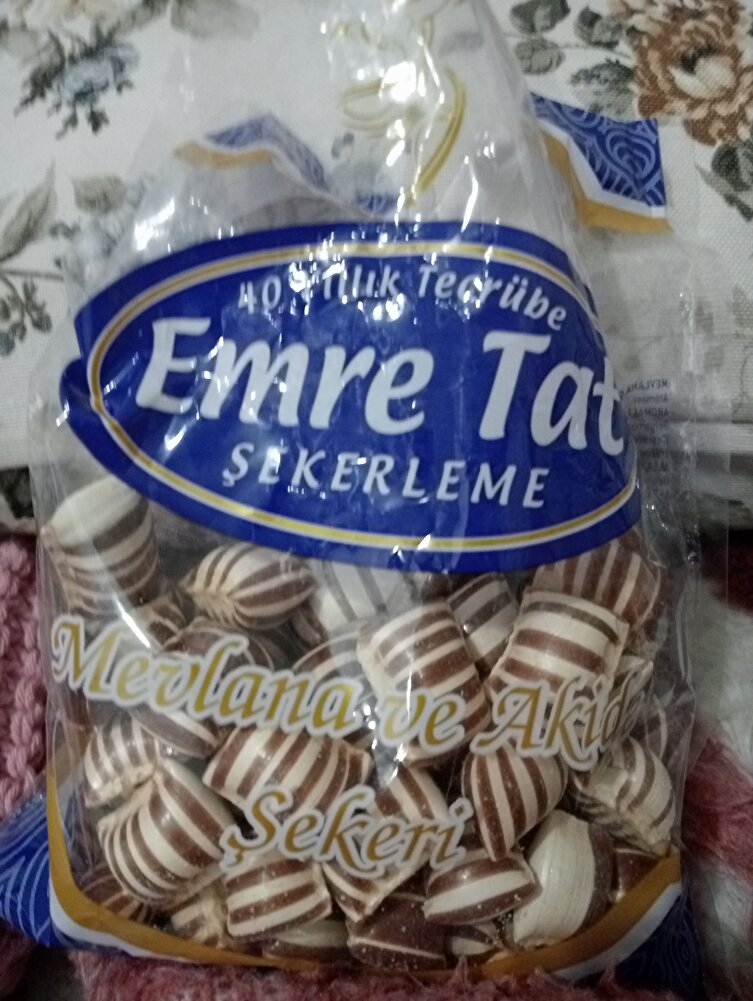 40 Yıllık Tecrübe
Emre Tat
ŞEKERLEME
Mevlana ve Akide
Şekeri